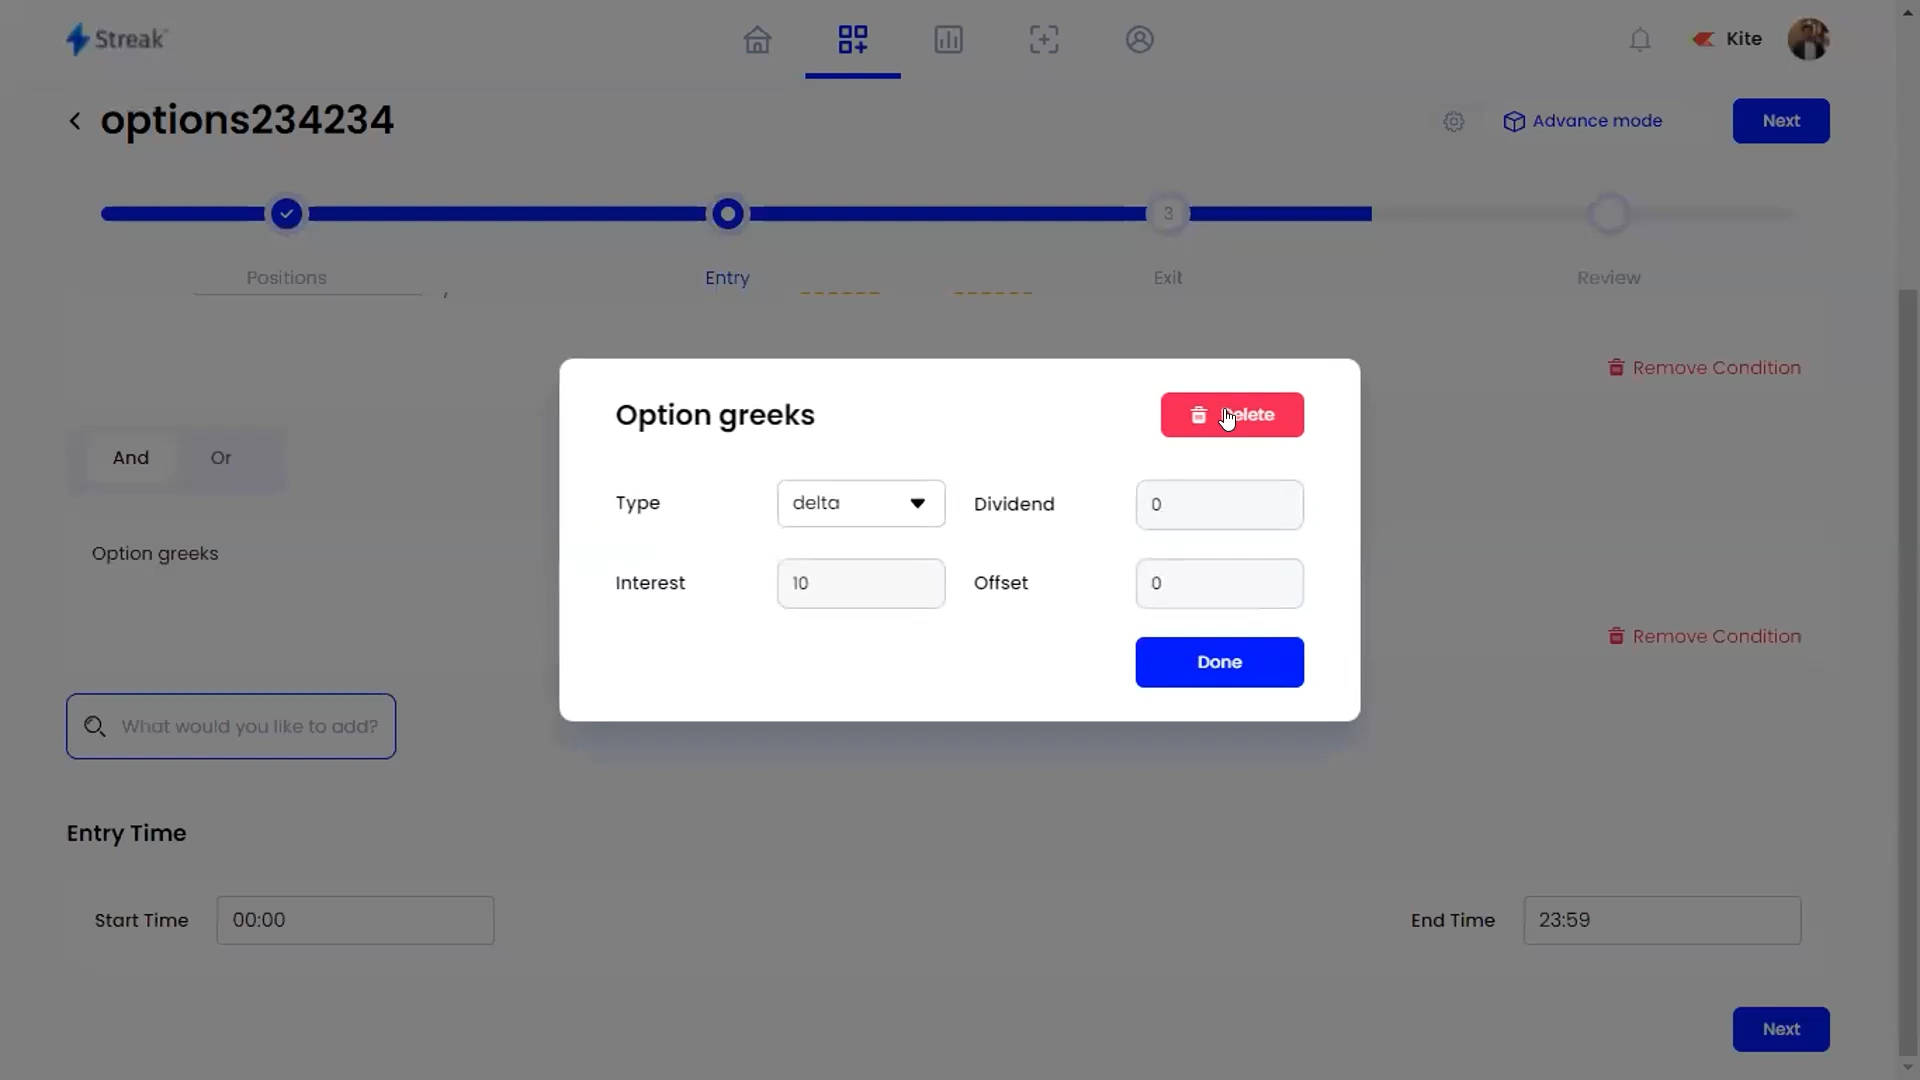 Streak
Kite
options234234
Advance mode
Next
3
Positions
Entry
Exit
Review
Remove Condition
Option greeks
And
Or
Type
delta
Dividend
0
Option greeks
Interest
10
Offset
0
Remove Condition
Done
What would you like to add?
Entry Time
Start Time
00:00
End Time
23:59
Next